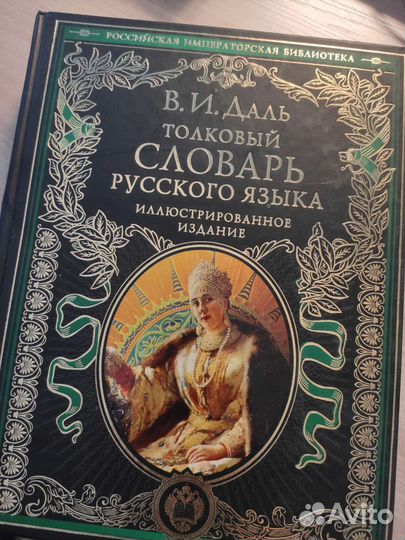 РОССИЙСКАЯ ИМПЕРАТОРСКАЯ БИБЛИОТЕКА
В. И. ДАЛЬ
ТОЛКОВЫЙ
СЛОВАРЬ
РУССКОГО ЯЗЫКА
ИЛЛЮСТРИРОВАННОЕ
ИЗДАНИЕ
Avito